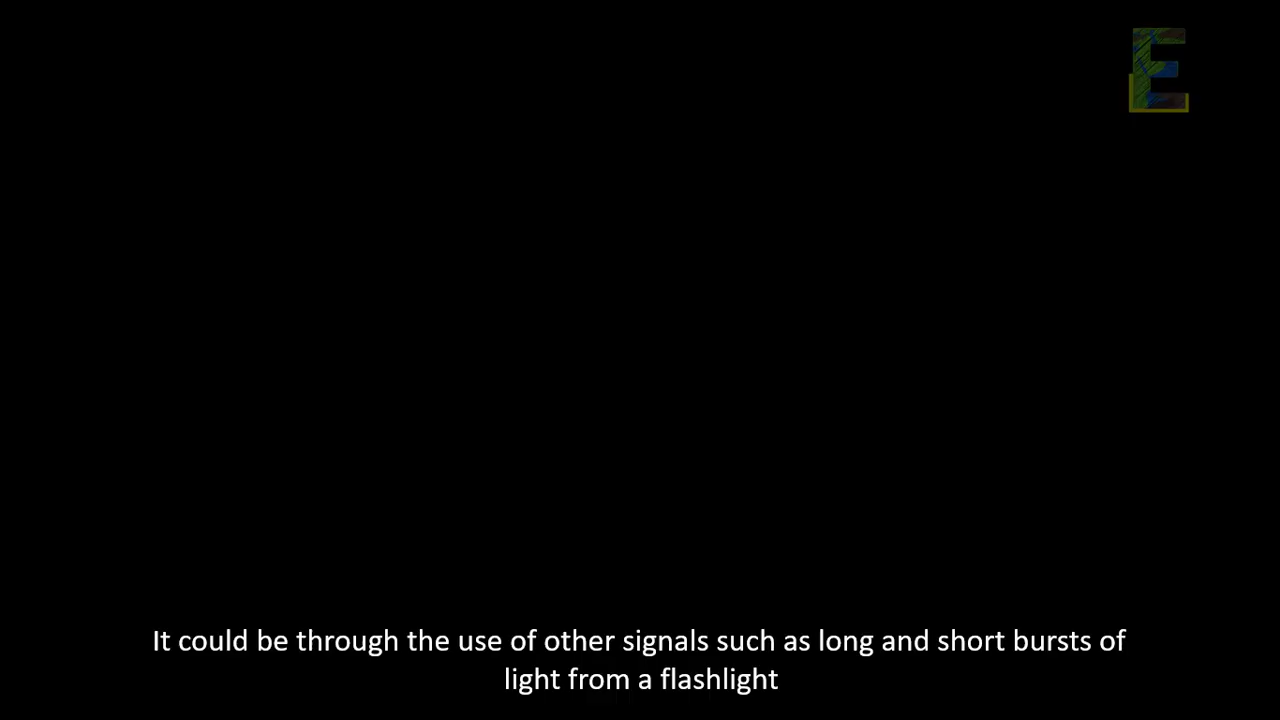 E
It could be through the use of other signals such as long and short bursts of
light from a flashlight